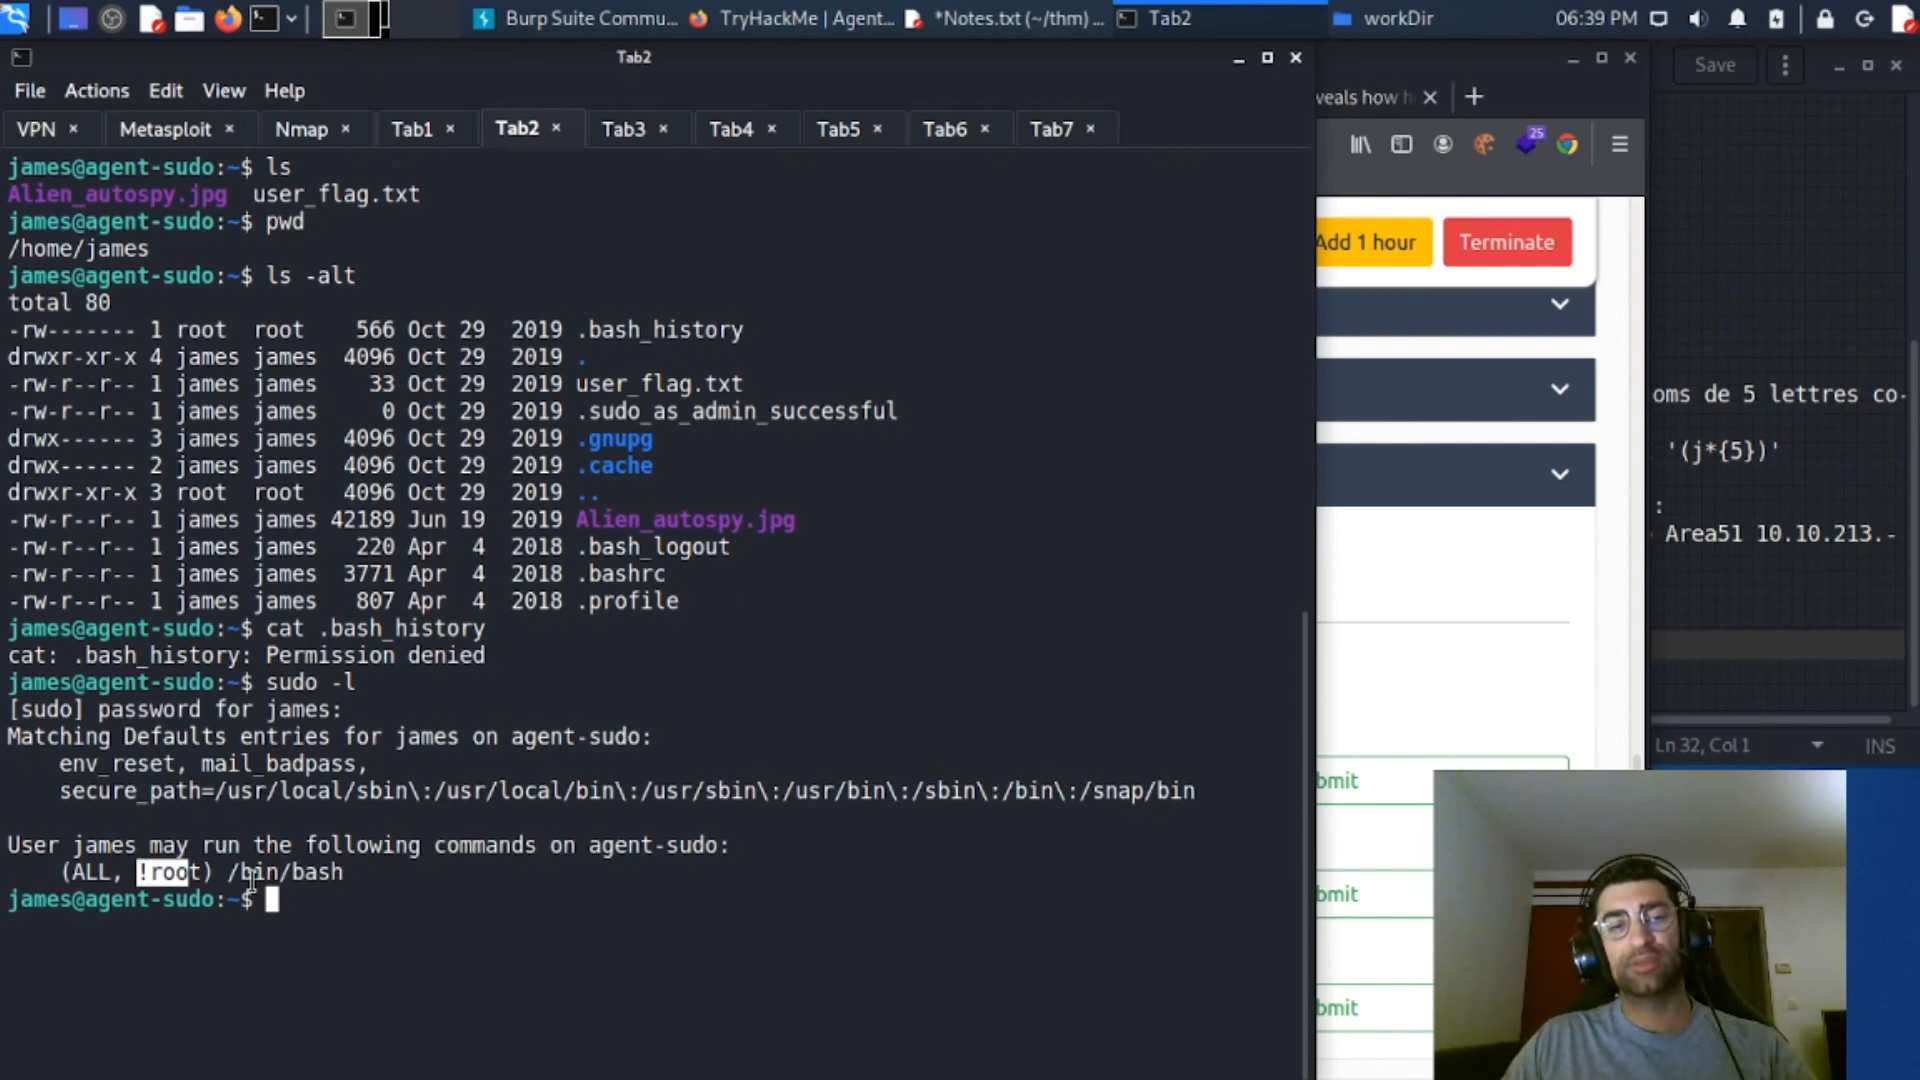 Burp Suite Commu...
TryHackMe | Agent...
*Notes.txt (~/thm) ...
Tab2
workDir
06:39 PM
Tab2
File Actions Edit View Help
VPN × Metasploit × Nmap × Tab1 × Tab2 × Tab3 × Tab4 × Tab5 × Tab6 × Tab7 ×
james@agent-sudo:~$ ls
Alien_autospy.jpg user_flag.txt
james@agent-sudo:~$ pwd
/home/james
james@agent-sudo:~$ ls -alt
total 80
-rw------- 1 root root 566 Oct 29 2019 .bash_history
drwxr-xr-x 4 james james 4096 Oct 29 2019 .
-rw-r--r-- 1 james james 33 Oct 29 2019 user_flag.txt
-rw-r--r-- 1 james james 0 Oct 29 2019 .sudo_as_admin_successful
drwx------ 3 james james 4096 Oct 29 2019 .gnupg
drwx------ 2 james james 4096 Oct 29 2019 .cache
drwxr-xr-x 3 root root 4096 Oct 29 2019 ..
-rw-r--r-- 1 james james 42189 Jun 19 2019 Alien_autospy.jpg
-rw-r--r-- 1 james james 220 Apr 4 2018 .bash_logout
-rw-r--r-- 1 james james 3771 Apr 4 2018 .bashrc
-rw-r--r-- 1 james james 807 Apr 4 2018 .profile
james@agent-sudo:~$ cat .bash_history
cat: .bash_history: Permission denied
james@agent-sudo:~$ sudo -l
[sudo] password for james:
Matching Defaults entries for james on agent-sudo:
env_reset, mail_badpass,
secure_path=/usr/local/sbin\:/usr/local/bin\:/usr/sbin\:/usr/bin\:/sbin\:/bin\:/snap/bin
User james may run the following commands on agent-sudo:
(ALL, !root) /bin/bash
james@agent-sudo:~$
veals how h
25
Add 1 hour
Terminate
bmit
bmit
bmit
Save
oms de 5 lettres co-
'(j*{5})'
:
Area51 10.10.213.-
Ln 32, Col 1
INS